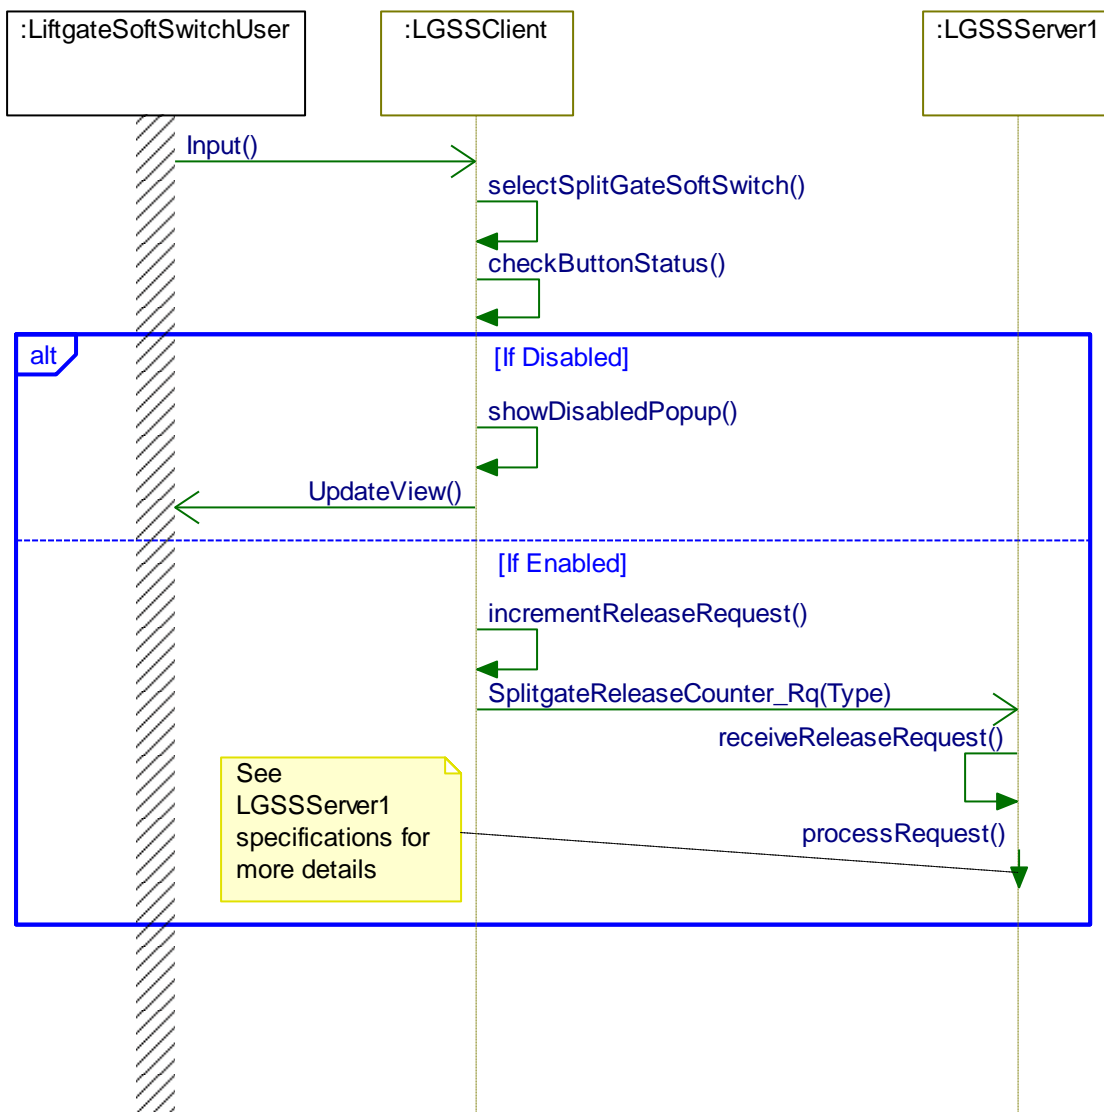 :LiftgateSoftSwitchUser
:LGSSClient
:LGSSServer1
Input()
selectSplitGateSoftSwitch()
checkButtonStatus()
alt
[If Disabled]
showDisabledPopup()
UpdateView()
[If Enabled]
incrementReleaseRequest()
SplitgateReleaseCounter_Rq(Type)
receiveReleaseRequest()
See
LGSSServer1
specifications for
more details
processRequest()